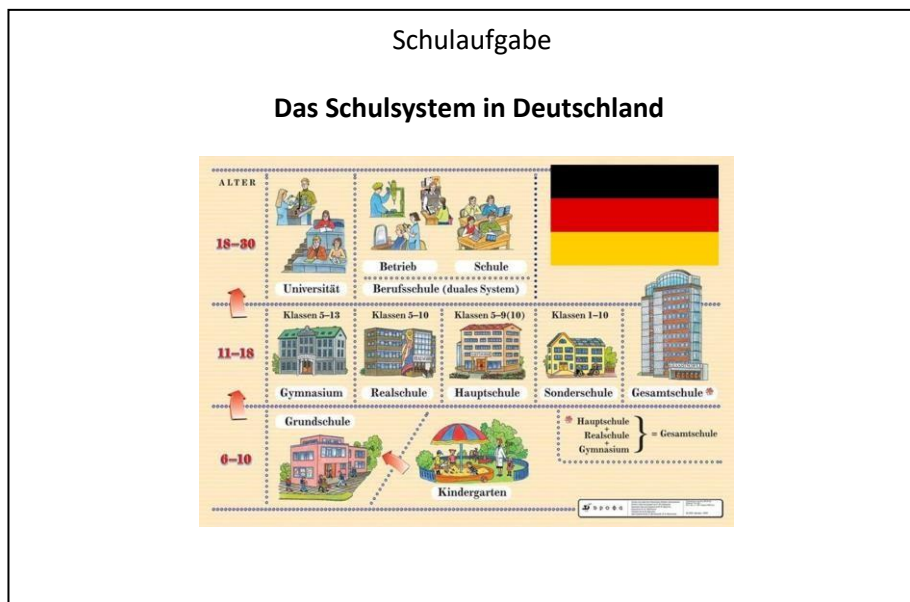 Schulaufgabe
Das Schulsystem in Deutschland
ALTER
18–30
Betrieb Schule
Universität Berufsschule (duales System)
Klassen 5–13 Klassen 5–10 Klassen 5–9(10) Klassen 1–10
11–18
Gymnasium Realschule Hauptschule Sonderschule Gesamtschule *
Grundschule
* Hauptschule
+
Realschule = Gesamtschule
+
Gymnasium
6–10
Kindergarten